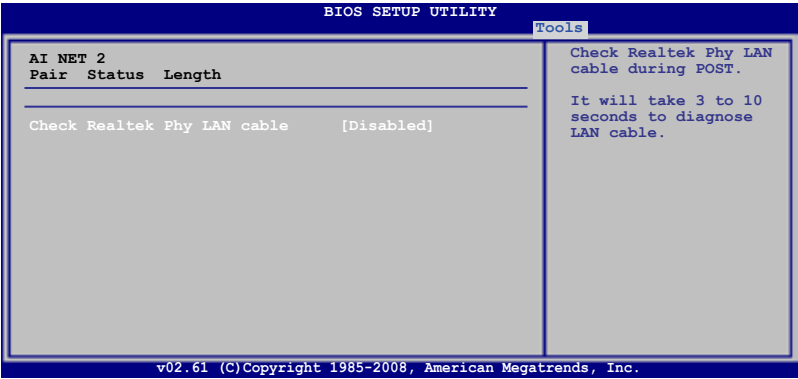 BIOS SETUP UTILITY
Tools
AI NET 2
Pair Status Length
Check Realtek Phy LAN cable [Disabled]
Check Realtek Phy LAN
cable during POST.
It will take 3 to 10
seconds to diagnose
LAN cable.
v02.61 (C)Copyright 1985-2008, American Megatrends, Inc.